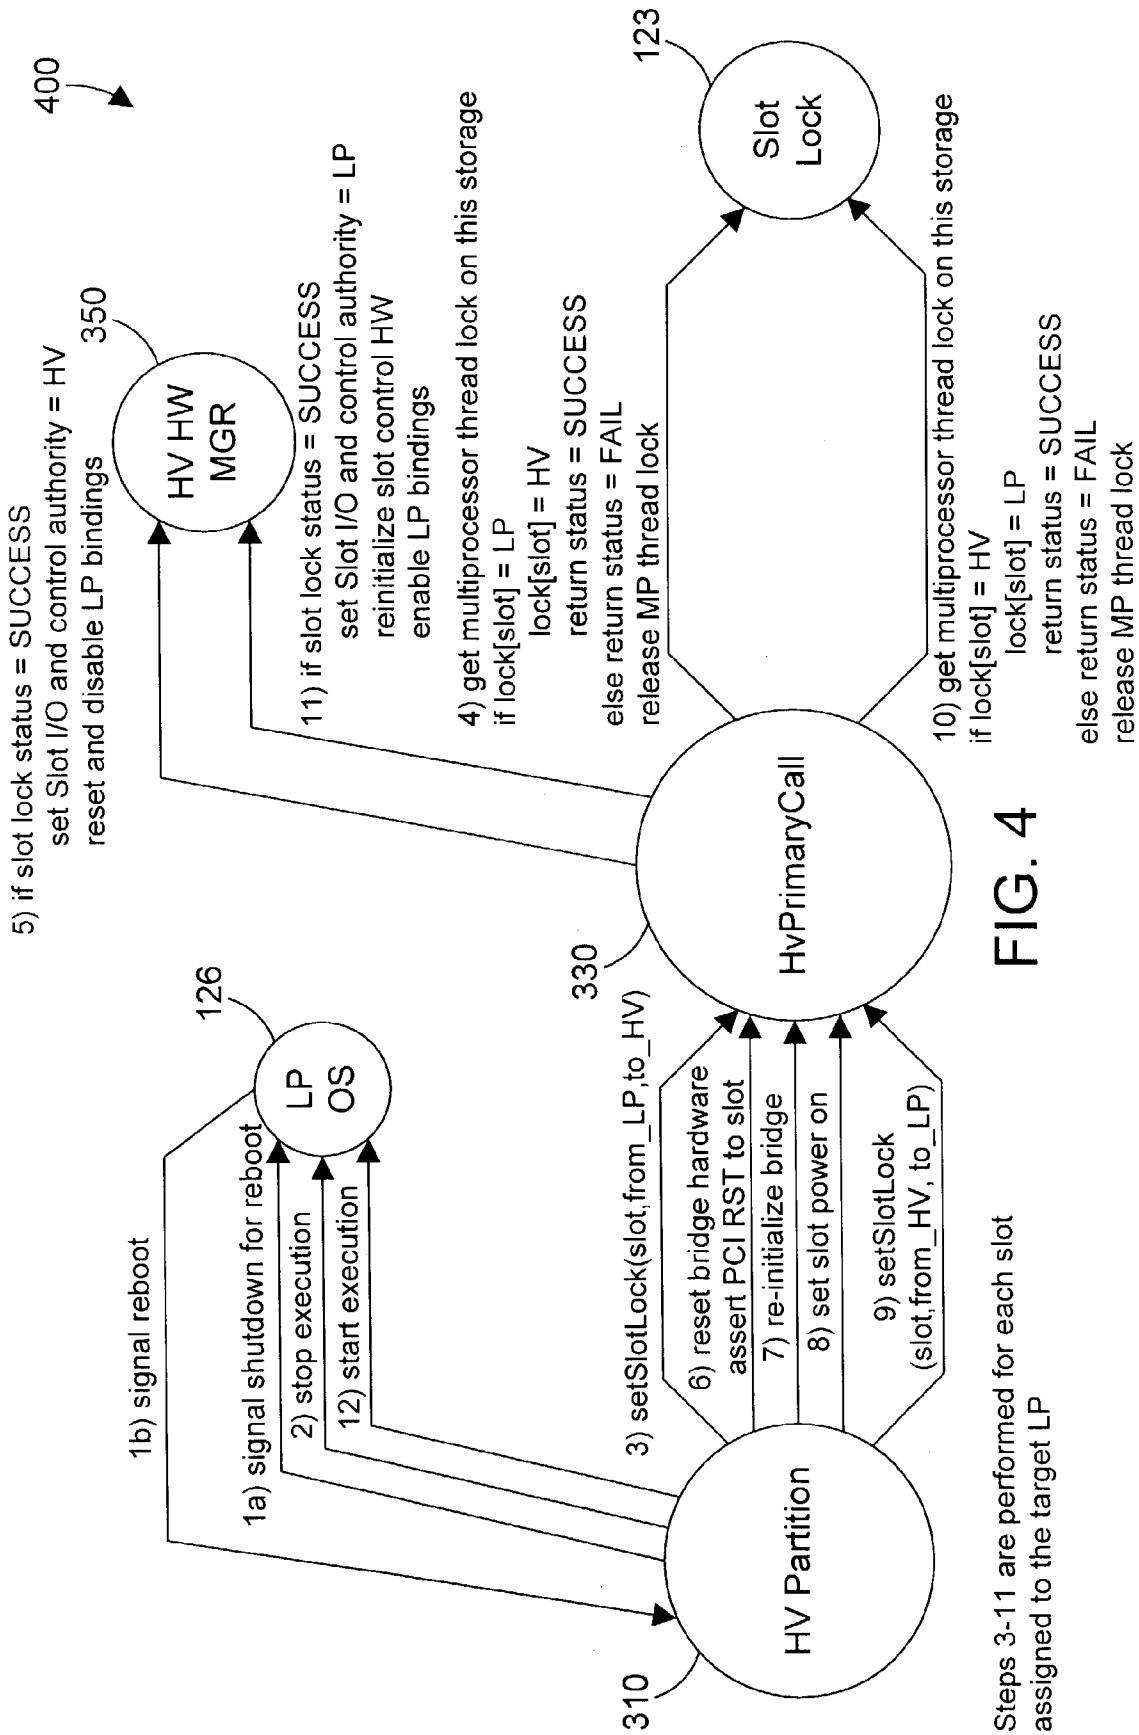 400
5) if slot lock status = SUCCESS
set Slot I/O and control authority = HV
reset and disable LP bindings
350
HV HW
MGR
11) if slot lock status = SUCCESS
set Slot I/O and control authority = LP
reinitialize slot control HW
enable LP bindings
1b) signal reboot
126
LP
OS
1a) signal shutdown for reboot
2) stop execution
12) start execution
4) get multiprocessor thread lock on this storage
if lock[slot] = LP
lock[slot] = HV
return status = SUCCESS
else return status = FAIL
release MP thread lock
123
Slot
Lock
310
HV Partition
3) setSlotLock(slot,from_LP,to_HV)
6) reset bridge hardware
assert PCI RST to slot
7) re-initialize bridge
8) set slot power on
9) setSlotLock
(slot,from_HV, to_LP)
330
HvPrimaryCall
10) get multiprocessor thread lock on this storage
if lock[slot] = HV
lock[slot] = LP
return status = SUCCESS
else return status = FAIL
release MP thread lock
Steps 3-11 are performed for each slot
assigned to the target LP
FIG. 4